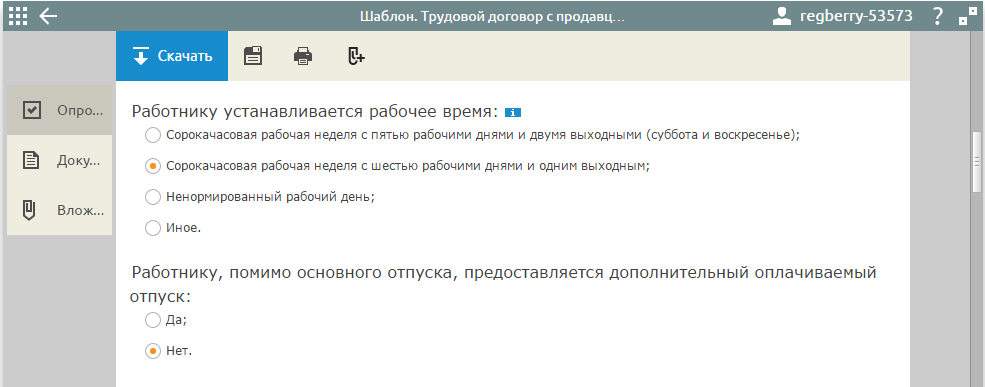 Шаблон. Трудовой договор с продавц...
regberry-53573
?
Скачать
Опро...
Доку...
Влож...
Работнику устанавливается рабочее время:
Сорокачасовая рабочая неделя с пятью рабочими днями и двумя выходными (суббота и воскресенье);
Сорокачасовая рабочая неделя с шестью рабочими днями и одним выходным;
Ненормированный рабочий день;
Иное.
Работнику, помимо основного отпуска, предоставляется дополнительный оплачиваемый
отпуск:
Да;
Нет.